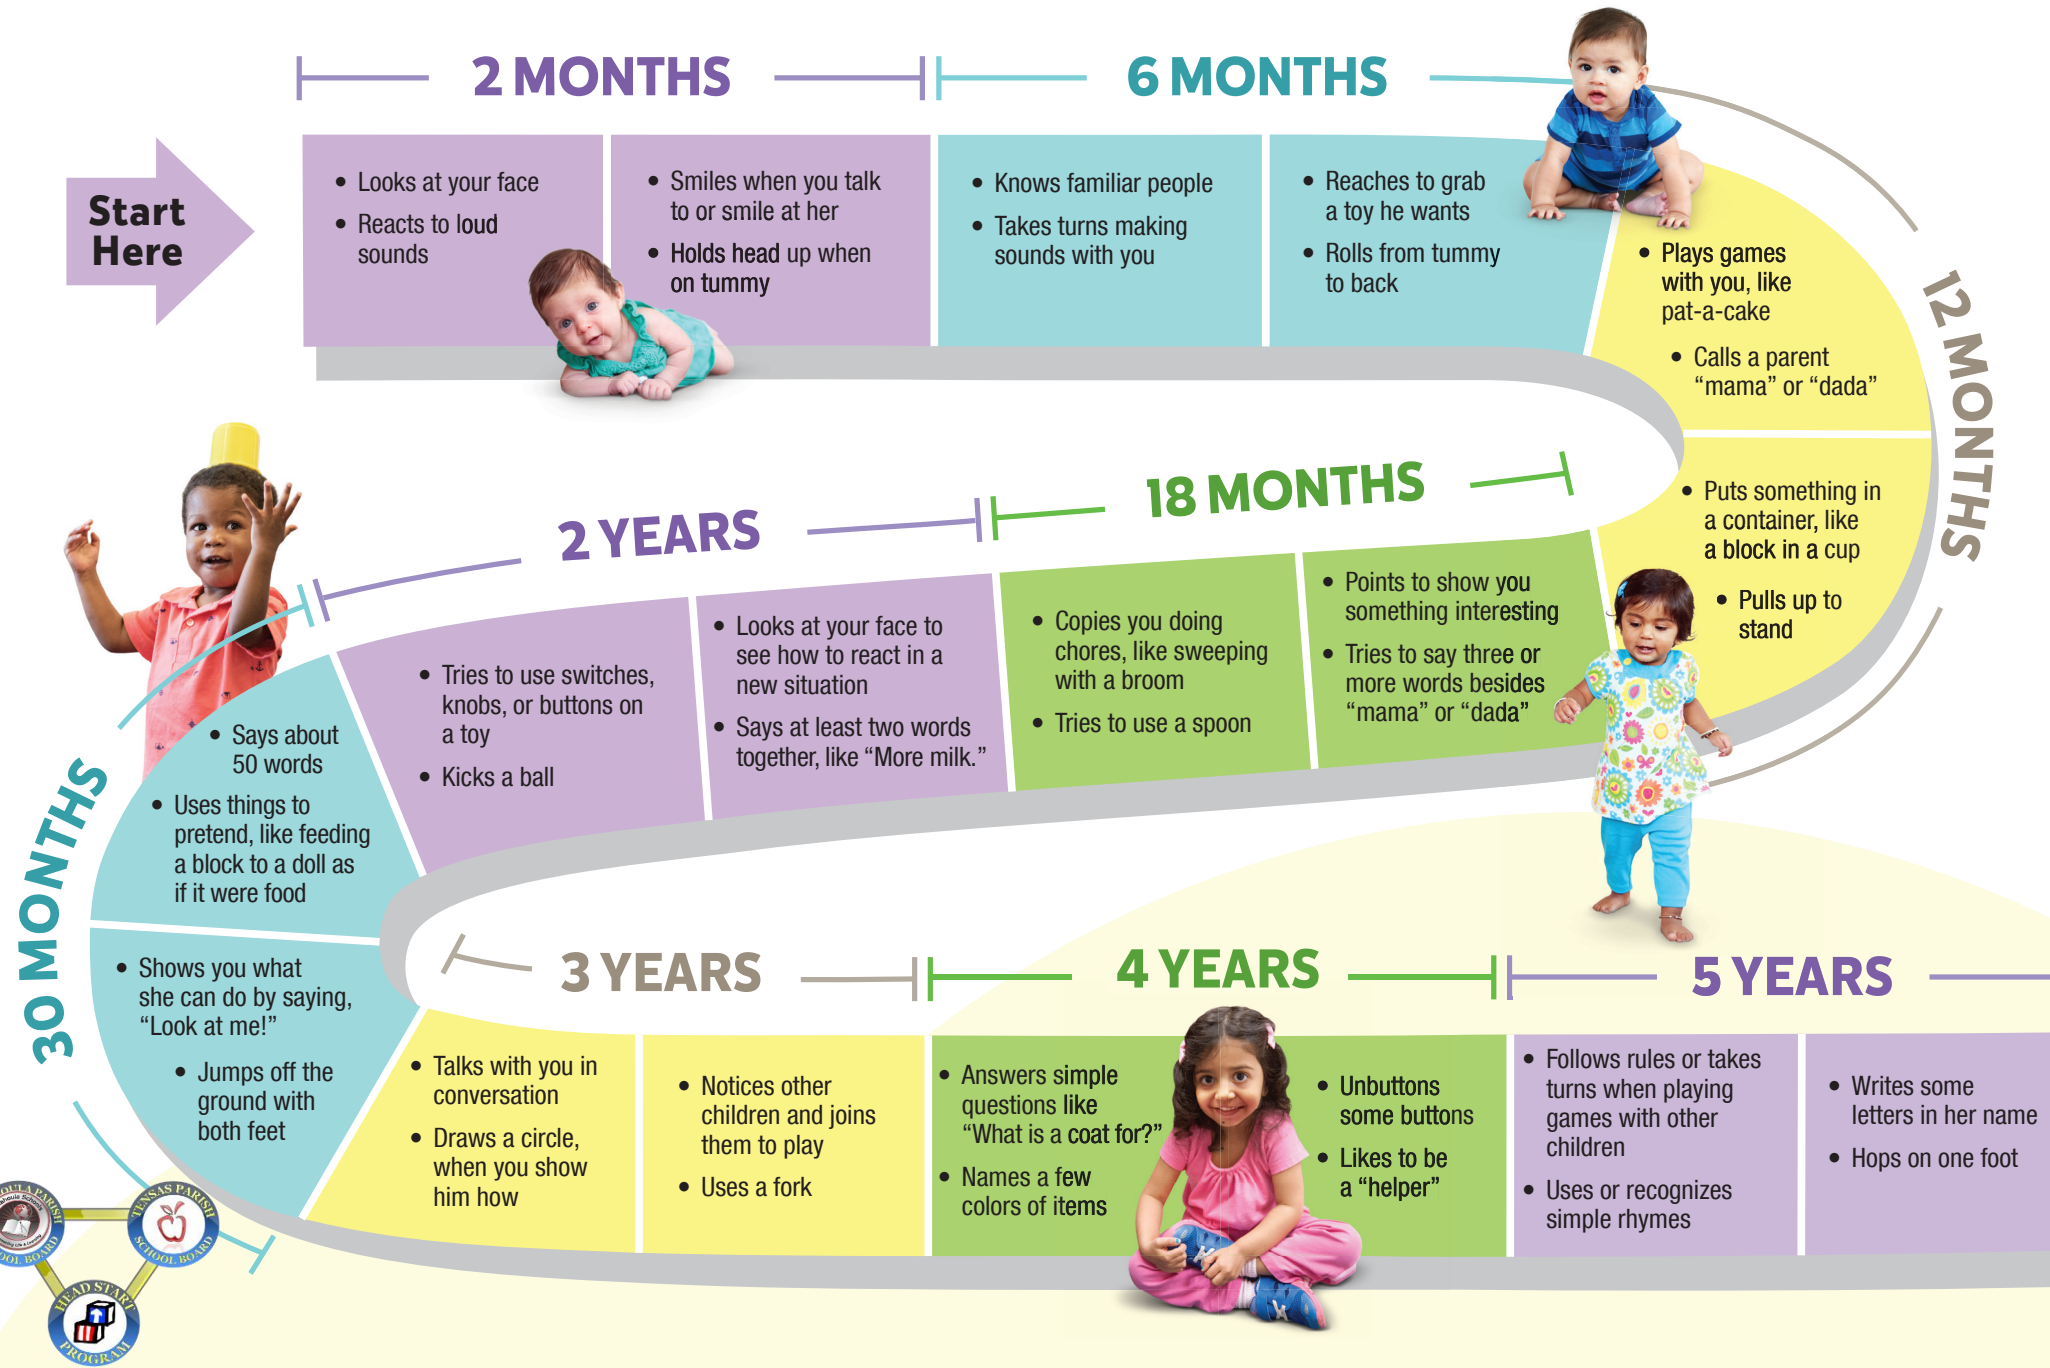 2 MONTHS
6 MONTHS
Start
Here
• Looks at your face
• Reacts to loud
sounds
• Smiles when you talk
to or smile at her
• Holds head up when
on tummy
• Knows familiar people
• Takes turns making
sounds with you
• Reaches to grab
a toy he wants
• Rolls from tummy
to back
12 MONTHS
• Plays games
with you, like
pat-a-cake
• Calls a parent
“mama” or “dada”
• Puts something in
a container, like
a block in a cup
• Pulls up to
stand
18 MONTHS
• Points to show you
something interesting
• Tries to say three or
more words besides
“mama” or “dada”
• Copies you doing
chores, like sweeping
with a broom
• Tries to use a spoon
2 YEARS
• Looks at your face to
see how to react in a
new situation
• Says at least two words
together, like “More milk.”
• Tries to use switches,
knobs, or buttons on
a toy
• Kicks a ball
30 MONTHS
• Says about
50 words
• Uses things to
pretend, like feeding
a block to a doll as
if it were food
• Shows you what
she can do by saying,
“Look at me!”
• Jumps off the
ground with
both feet
3 YEARS
• Talks with you in
conversation
• Draws a circle,
when you show
him how
• Notices other
children and joins
them to play
• Uses a fork
4 YEARS
• Answers simple
questions like
“What is a coat for?”
• Names a few
colors of items
• Unbuttons
some buttons
• Likes to be
a “helper”
5 YEARS
• Follows rules or takes
turns when playing
games with other
children
• Uses or recognizes
simple rhymes
• Writes some
letters in her name
• Hops on one foot
PARISH
BOARD
TENSAS PARISH
SCHOOL BOARD
HEAD START
PROGRAM